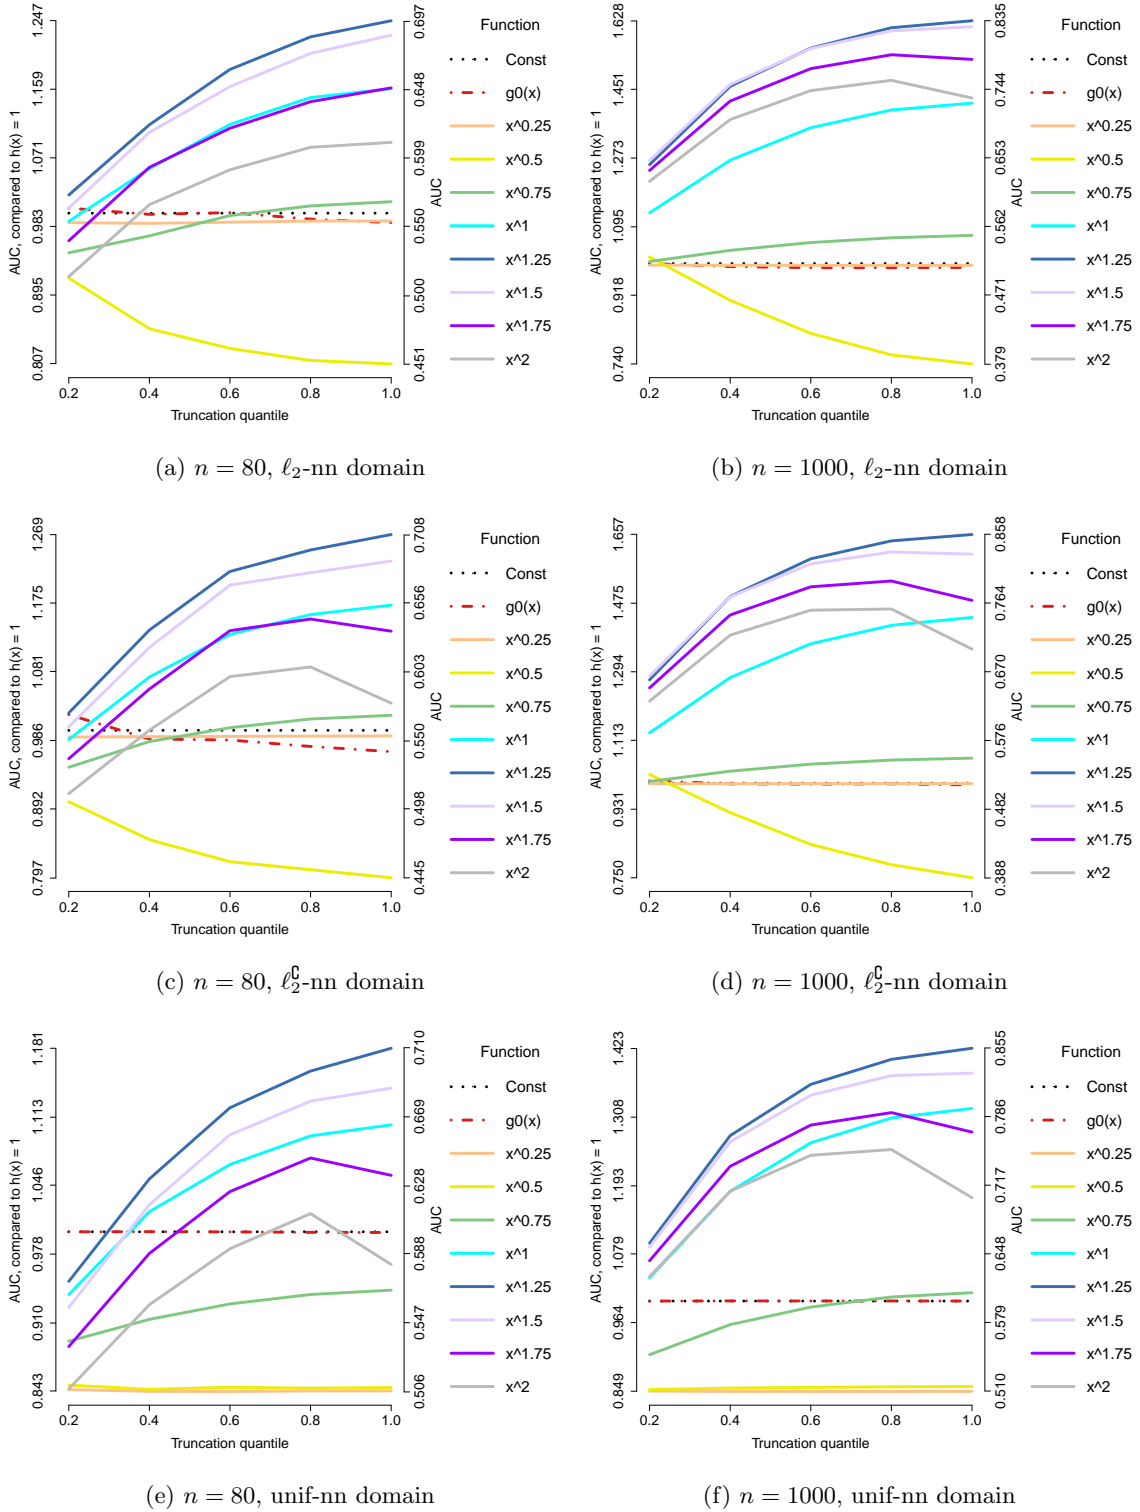 AUC, compared to h(x) = 1
1.247
1.159
1.071
0.983
0.895
0.807
0.697
0.648
0.599
0.550
0.500
0.451
AUC
0.2 0.4 0.6 0.8 1.0
Truncation quantile
Function
Const
g0(x)
x^0.25
x^0.5
x^0.75
x^1
x^1.25
x^1.5
x^1.75
x^2
(a) n = 80, ℓ₂-nn domain
AUC, compared to h(x) = 1
1.628
1.451
1.273
1.095
0.918
0.740
0.835
0.744
0.653
0.562
0.471
0.379
AUC
0.2 0.4 0.6 0.8 1.0
Truncation quantile
Function
Const
g0(x)
x^0.25
x^0.5
x^0.75
x^1
x^1.25
x^1.5
x^1.75
x^2
(b) n = 1000, ℓ₂-nn domain
AUC, compared to h(x) = 1
1.269
1.175
1.081
0.986
0.892
0.797
0.708
0.656
0.603
0.550
0.498
0.445
AUC
0.2 0.4 0.6 0.8 1.0
Truncation quantile
Function
Const
g0(x)
x^0.25
x^0.5
x^0.75
x^1
x^1.25
x^1.5
x^1.75
x^2
(c) n = 80, ℓ₂^∁-nn domain
AUC, compared to h(x) = 1
1.657
1.475
1.294
1.113
0.931
0.750
0.858
0.764
0.670
0.576
0.482
0.388
AUC
0.2 0.4 0.6 0.8 1.0
Truncation quantile
Function
Const
g0(x)
x^0.25
x^0.5
x^0.75
x^1
x^1.25
x^1.5
x^1.75
x^2
(d) n = 1000, ℓ₂^∁-nn domain
AUC, compared to h(x) = 1
1.181
1.113
1.046
0.978
0.910
0.843
0.710
0.669
0.628
0.588
0.547
0.506
AUC
0.2 0.4 0.6 0.8 1.0
Truncation quantile
Function
Const
g0(x)
x^0.25
x^0.5
x^0.75
x^1
x^1.25
x^1.5
x^1.75
x^2
(e) n = 80, unif-nn domain
AUC, compared to h(x) = 1
1.423
1.308
1.193
1.079
0.964
0.849
0.855
0.786
0.717
0.648
0.579
0.510
AUC
0.2 0.4 0.6 0.8 1.0
Truncation quantile
Function
Const
g0(x)
x^0.25
x^0.5
x^0.75
x^1
x^1.25
x^1.5
x^1.75
x^2
(f) n = 1000, unif-nn domain